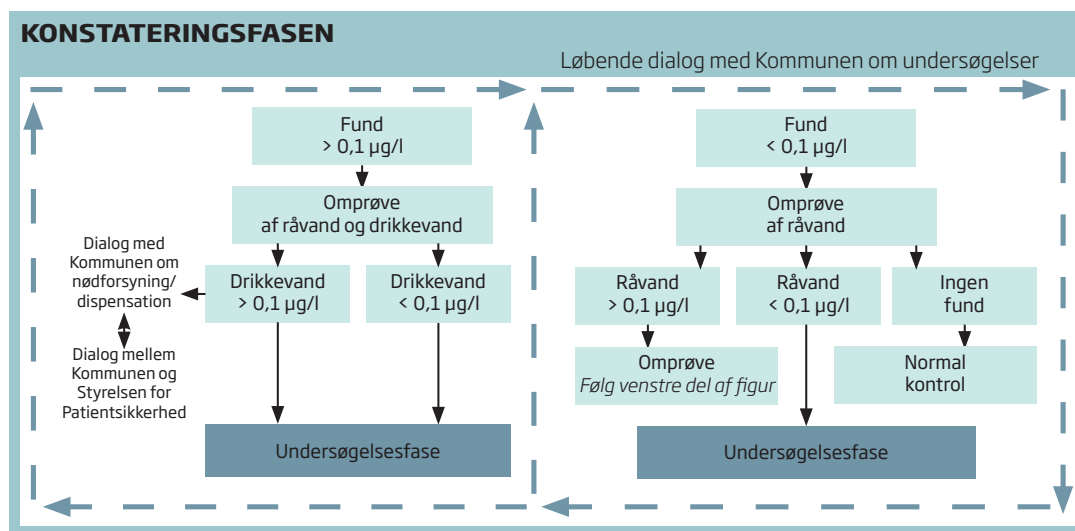 KONSTATERINGSFASEN
Løbende dialog med Kommunen om undersøgelser
Fund
> 0,1 µg/l
Omprøve
af råvand og drikkevand
Dialog med
Kommunen om
nødforsyning/
dispensation
Drikkevand
> 0,1 µg/l
Drikkevand
< 0,1 µg/l
Dialog mellem
Kommunen og
Styrelsen for
Patientsikkerhed
Undersøgelsesfase
Fund
< 0,1 µg/l
Omprøve
af råvand
Råvand
> 0,1 µg/l
Råvand
< 0,1 µg/l
Ingen
fund
Omprøve
Følg venstre del af figur
Normal
kontrol
Undersøgelsesfase